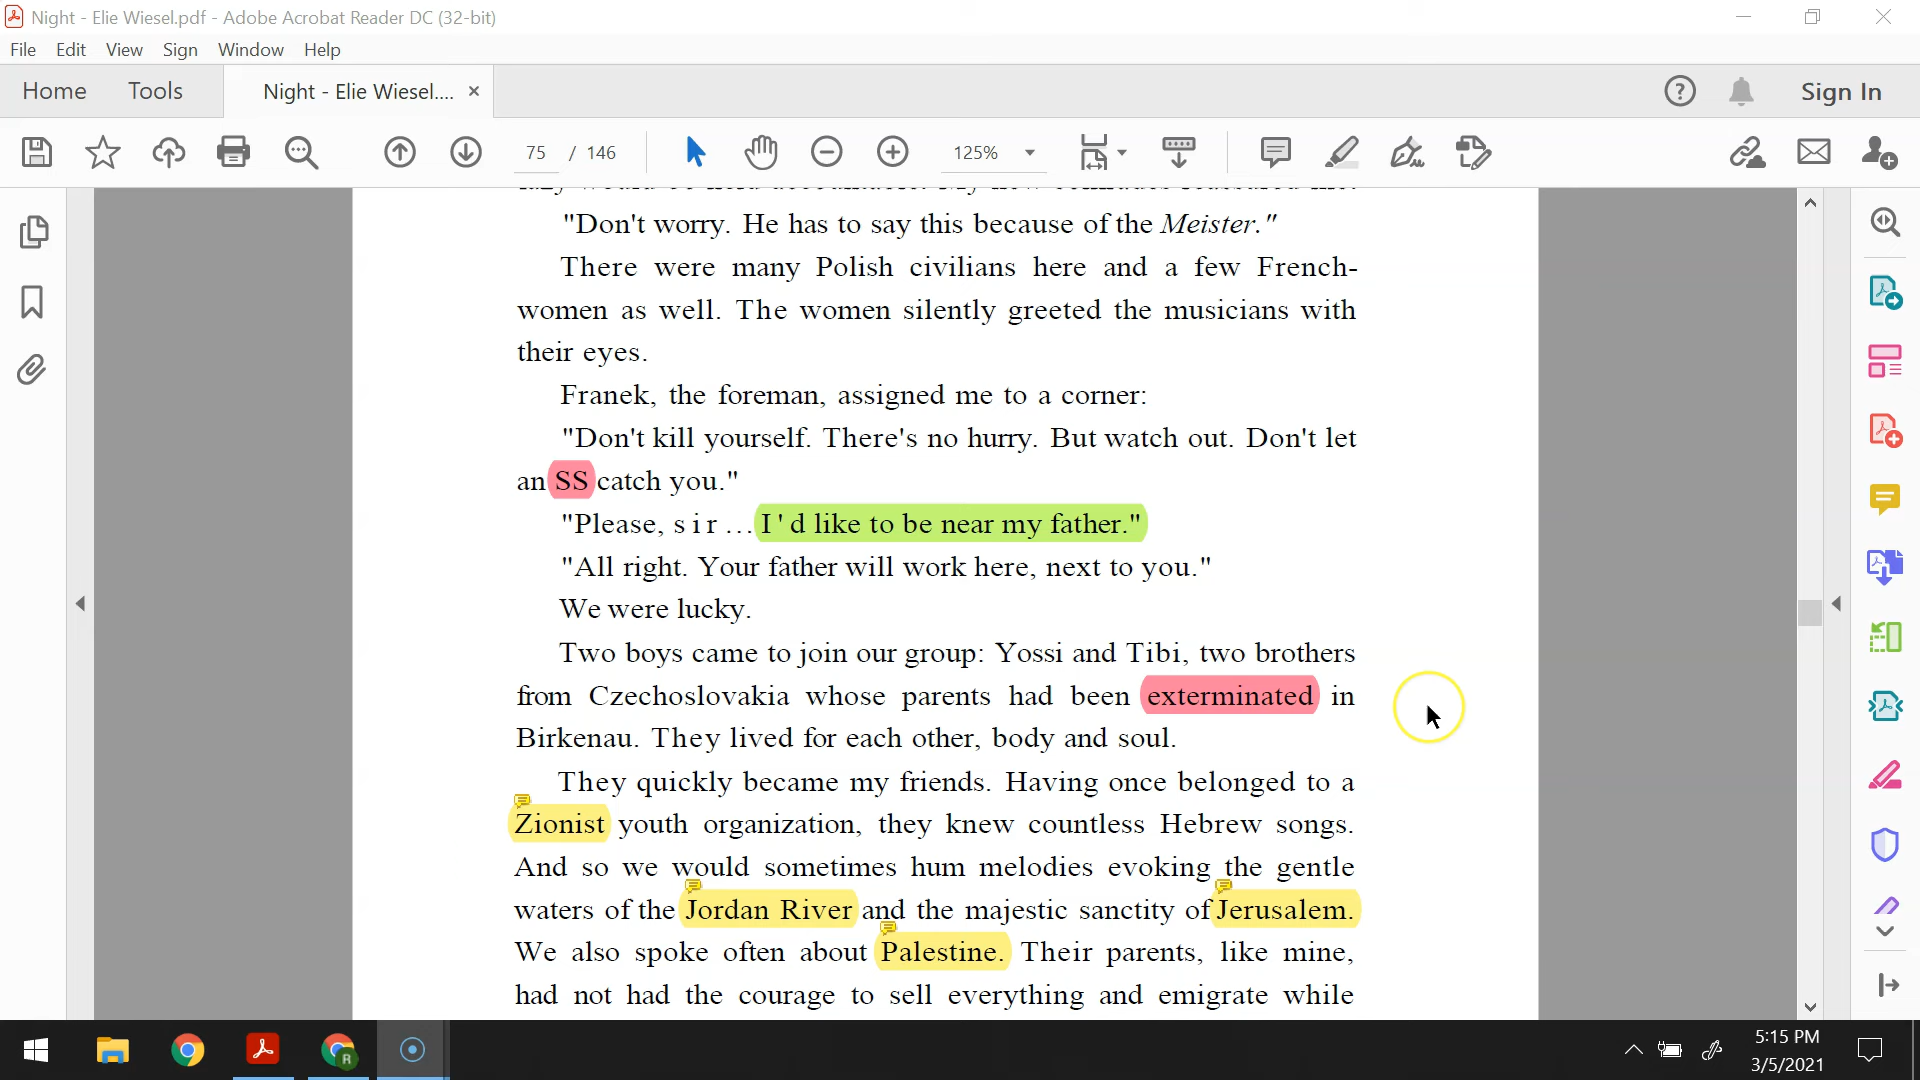 Night - Elie Wiesel.pdf - Adobe Acrobat Reader DC (32-bit)
File Edit View Sign Window Help
Home Tools Night - Elie Wiesel.... × Sign In
75 / 146 125%
"Don't worry. He has to say this because of the Meister."
There were many Polish civilians here and a few French-
women as well. The women silently greeted the musicians with
their eyes.
Franek, the foreman, assigned me to a corner:
"Don't kill yourself. There's no hurry. But watch out. Don't let
an SS catch you."
"Please, sir ... I'd like to be near my father."
"All right. Your father will work here, next to you."
We were lucky.
Two boys came to join our group: Yossi and Tibi, two brothers
from Czechoslovakia whose parents had been exterminated in
Birkenau. They lived for each other, body and soul.
They quickly became my friends. Having once belonged to a
Zionist youth organization, they knew countless Hebrew songs.
And so we would sometimes hum melodies evoking the gentle
waters of the Jordan River and the majestic sanctity of Jerusalem.
We also spoke often about Palestine. Their parents, like mine,
had not had the courage to sell everything and emigrate while
R
5:15 PM
3/5/2021